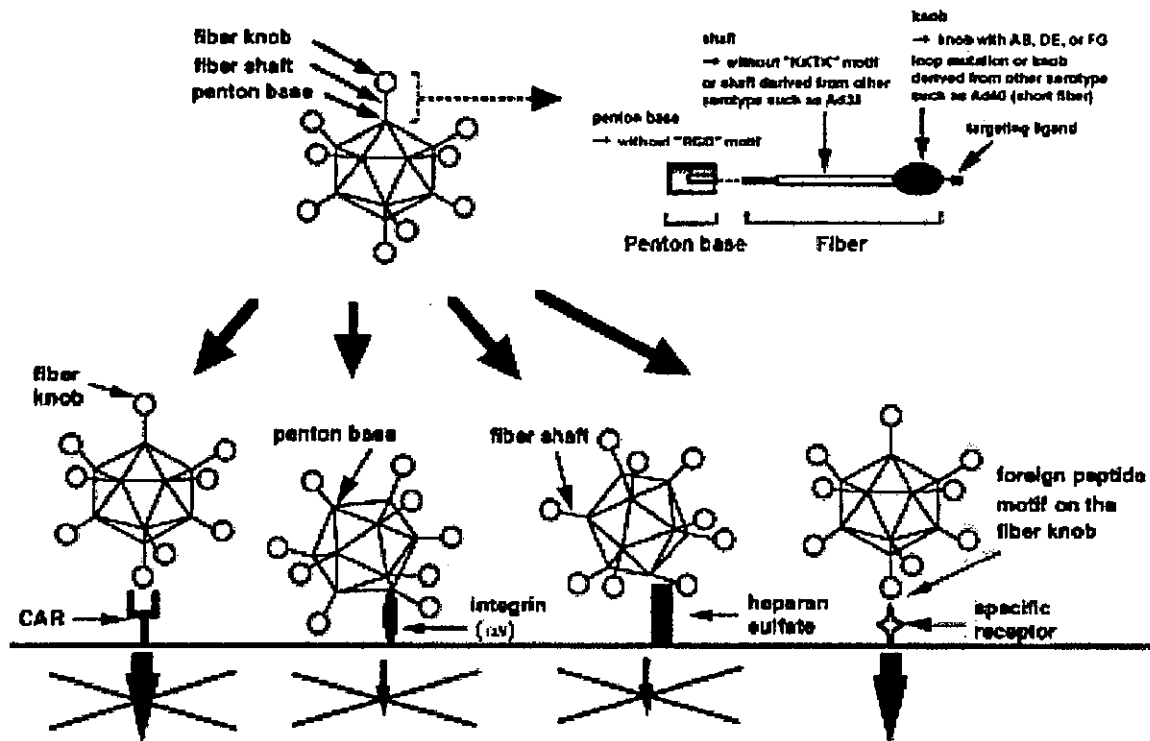 fiber knob
fiber shaft
penton base
penton base
→ without "RGD" motif
shaft
→ without "KKTK" motif
or shaft derived from other
serotype such as
knob
→ knob with AB, DE, or FG
loop mutation or knob
derived from other serotype
such as Ad40 (short fiber)
targeting ligand
Penton base
Fiber
fiber
knob
penton base
fiber shaft
foreign peptide
motif on the
fiber knob
CAR
integrin
heparan
sulfate
specific
receptor